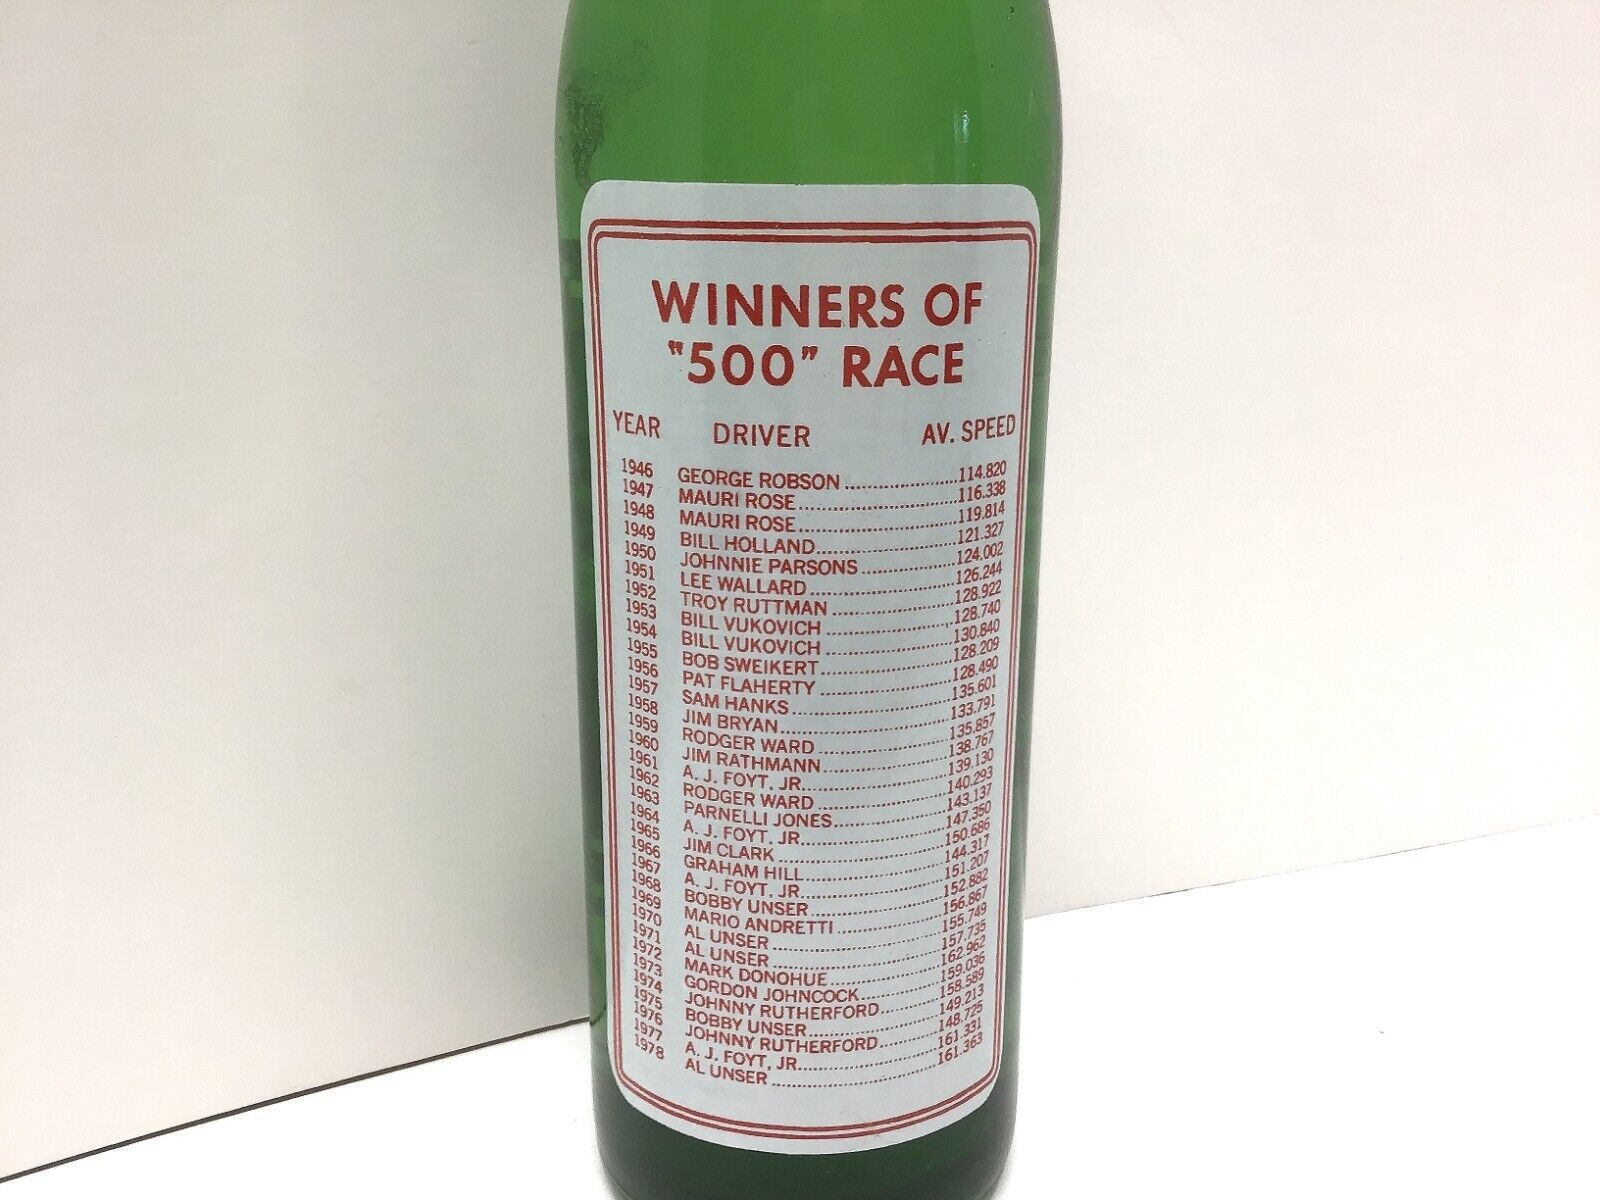 WINNERS OF
"500" RACE
YEAR DRIVER AV. SPEED
1946 GEORGE ROBSON 114.820
1947 MAURI ROSE 116.338
1948 MAURI ROSE 119.814
1949 BILL HOLLAND 121.327
1950 JOHNNIE PARSONS 124.002
1951 LEE WALLARD 126.244
1952 TROY RUTTMAN 128.922
1953 BILL VUKOVICH 128.740
1954 BILL VUKOVICH 130.840
1955 BOB SWEIKERT 128.209
1956 PAT FLAHERTY 128.490
1957 SAM HANKS 135.601
1958 JIM BRYAN 133.791
1959 RODGER WARD 135.857
1960 JIM RATHMANN 138.767
1961 A. J. FOYT, JR. 139.130
1962 RODGER WARD 140.293
1963 PARNELLI JONES 143.137
1964 A. J. FOYT, JR. 147.350
1965 JIM CLARK 150.686
1966 GRAHAM HILL 144.317
1967 A. J. FOYT, JR. 151.207
1968 BOBBY UNSER 152.882
1969 MARIO ANDRETTI 156.867
1970 AL UNSER 155.749
1971 AL UNSER 157.735
1972 MARK DONOHUE 162.962
1973 GORDON JOHNCOCK 159.036
1974 JOHNNY RUTHERFORD 158.589
1975 BOBBY UNSER 149.213
1976 JOHNNY RUTHERFORD 148.725
1977 A. J. FOYT, JR. 161.331
1978 AL UNSER 161.363